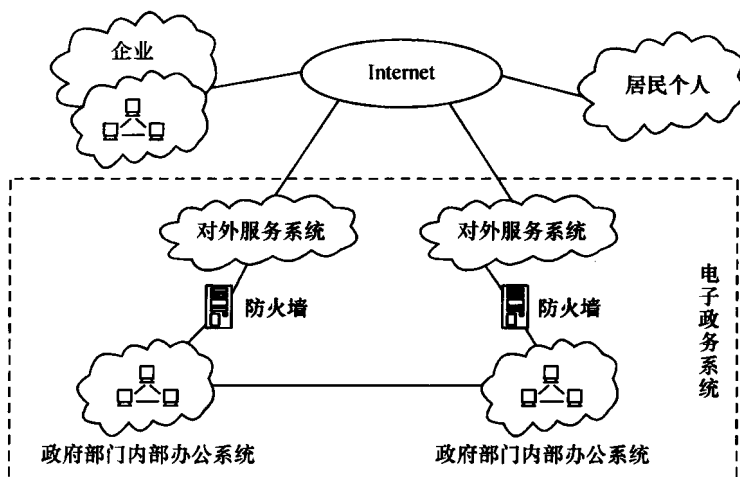 企业
Internet
居民个人
对外服务系统
对外服务系统
防火墙
防火墙
电子政务系统
政府部门内部办公系统
政府部门内部办公系统